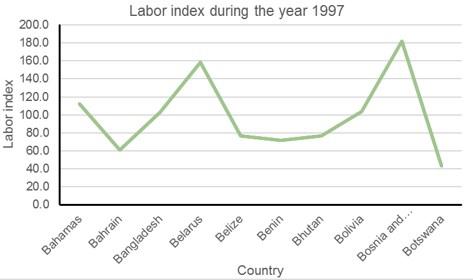 Labor index during the year 1997
200.0
180.0
160.0
140.0
120.0
100.0
80.0
60.0
40.0
20.0
0.0
Labor index
Bahamas
Bahrain
Bangladesh
Belarus
Belize
Benin
Bhutan
Bolivia
Bosnia and...
Botswana
Country